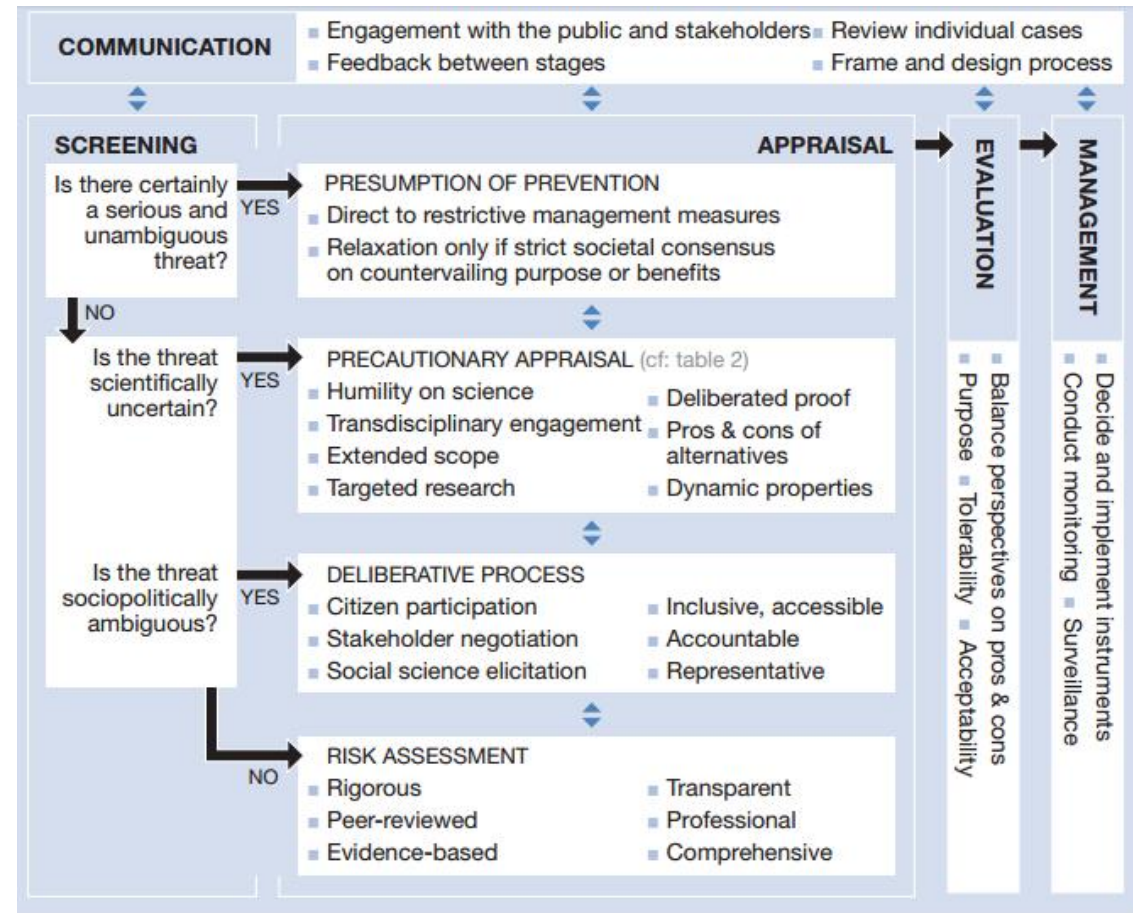 COMMUNICATION
■ Engagement with the public and stakeholders ■ Review individual cases
■ Feedback between stages ■ Frame and design process
SCREENING
Is there certainly
a serious and
unambiguous
threat?
YES
NO
Is the threat
scientifically
uncertain?
YES
Is the threat
sociopolitically
ambiguous?
YES
NO
APPRAISAL
PRESUMPTION OF PREVENTION
■ Direct to restrictive management measures
■ Relaxation only if strict societal consensus
on countervailing purpose or benefits
PRECAUTIONARY APPRAISAL (cf: table 2)
■ Humility on science
■ Transdisciplinary engagement
■ Extended scope
■ Targeted research
■ Deliberated proof
■ Pros & cons of
alternatives
■ Dynamic properties
DELIBERATIVE PROCESS
■ Citizen participation
■ Stakeholder negotiation
■ Social science elicitation
■ Inclusive, accessible
■ Accountable
■ Representative
RISK ASSESSMENT
■ Rigorous
■ Peer-reviewed
■ Evidence-based
■ Transparent
■ Professional
■ Comprehensive
EVALUATION
■ Balance perspectives on pros & cons
■ Purpose ■ Tolerability ■ Acceptability
MANAGEMENT
■ Decide and implement instruments
■ Conduct monitoring ■ Surveillance